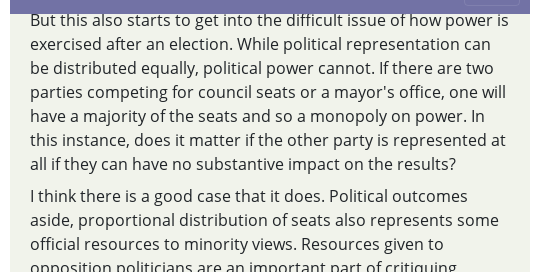 But this also starts to get into the difficult issue of how power is
exercised after an election. While political representation can
be distributed equally, political power cannot. If there are two
parties competing for council seats or a mayor's office, one will
have a majority of the seats and so a monopoly on power. In
this instance, does it matter if the other party is represented at
all if they can have no substantive impact on the results?
I think there is a good case that it does. Political outcomes
aside, proportional distribution of seats also represents some
official resources to minority views. Resources given to
opposition politicians are an important part of critiquing